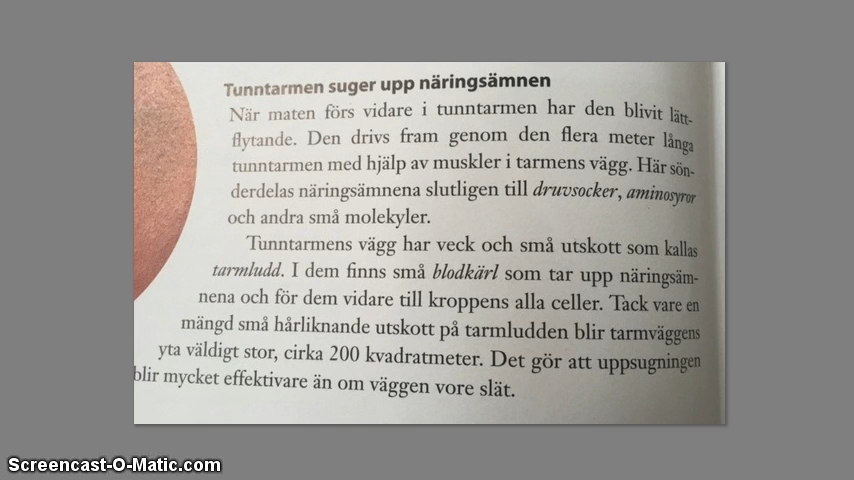 Tunntarmen suger upp näringsämnen
När maten förs vidare i tunntarmen har den blivit lätt-
flytande. Den drivs fram genom den flera meter långa
tunntarmen med hjälp av muskler i tarmens vägg. Här sön-
derdelas näringsämnena slutligen till druvsocker, aminosyror
och andra små molekyler.
Tunntarmens vägg har veck och små utskott som kallas
tarmludd. I dem finns små blodkärl som tar upp näringsäm-
nena och för dem vidare till kroppens alla celler. Tack vare en
mängd små hårliknande utskott på tarmludden blir tarmväggens
yta väldigt stor, cirka 200 kvadratmeter. Det gör att uppsugningen
blir mycket effektivare än om väggen vore slät.
Screencast-O-Matic.com